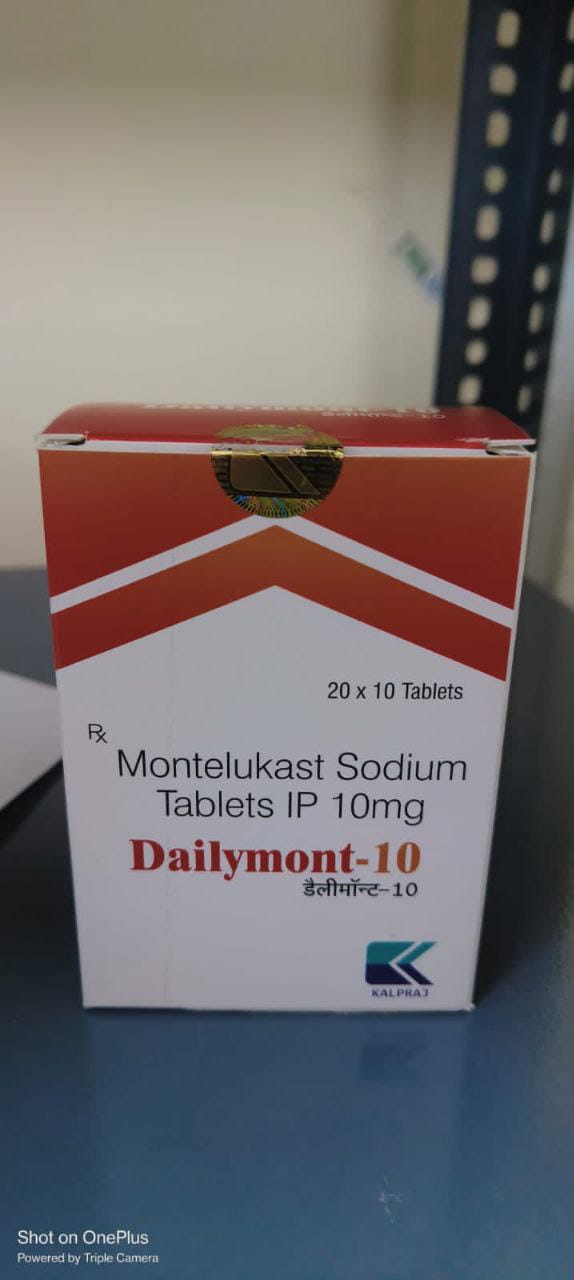 20 x 10 Tablets
Rx
Montelukast Sodium
Tablets IP 10mg
Dailymont-10
डैलीमॉन्ट-10
KALPRAJ
Shot on OnePlus
Powered by Triple Camera